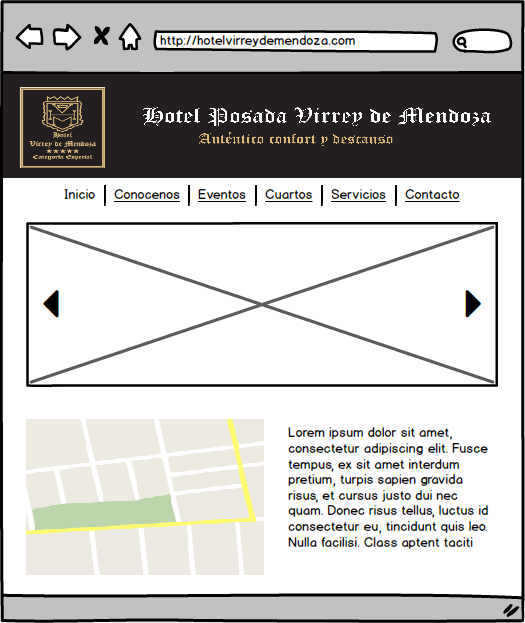 http://hotelvirreydemendoza.com
Hotel
Virrey de Mendoza
Categoría Especial
Hotel Posada Virrey de Mendoza
Auténtico confort y descanso
Inicio Conocenos Eventos Cuartos Servicios Contacto
Lorem ipsum dolor sit amet,
consectetur adipiscing elit. Fusce
tempus, ex sit amet interdum
pretium, turpis sapien gravida
risus, et cursus justo dui nec
quam. Donec risus tellus, luctus id
consectetur eu, tincidunt quis leo.
Nulla facilisi. Class aptent taciti